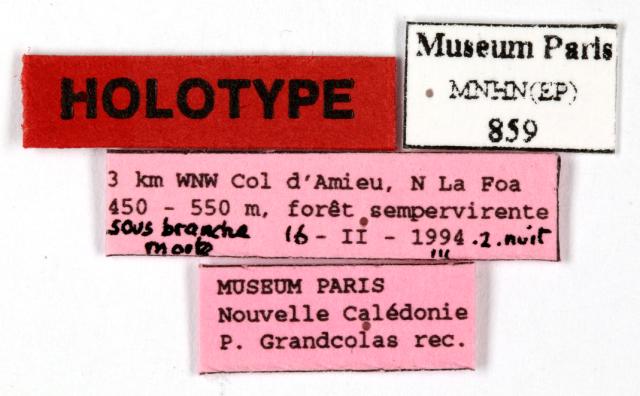 HOLOTYPE
Museum Paris
MNHN(EP)
859
3 km WNW Col d'Amieu, N La Foa
450 - 550 m, forêt sempervirente
sous branche 16 - II - 1994. 2. nuit
morte
MUSEUM PARIS
Nouvelle Calédonie
P. Grandcolas rec.